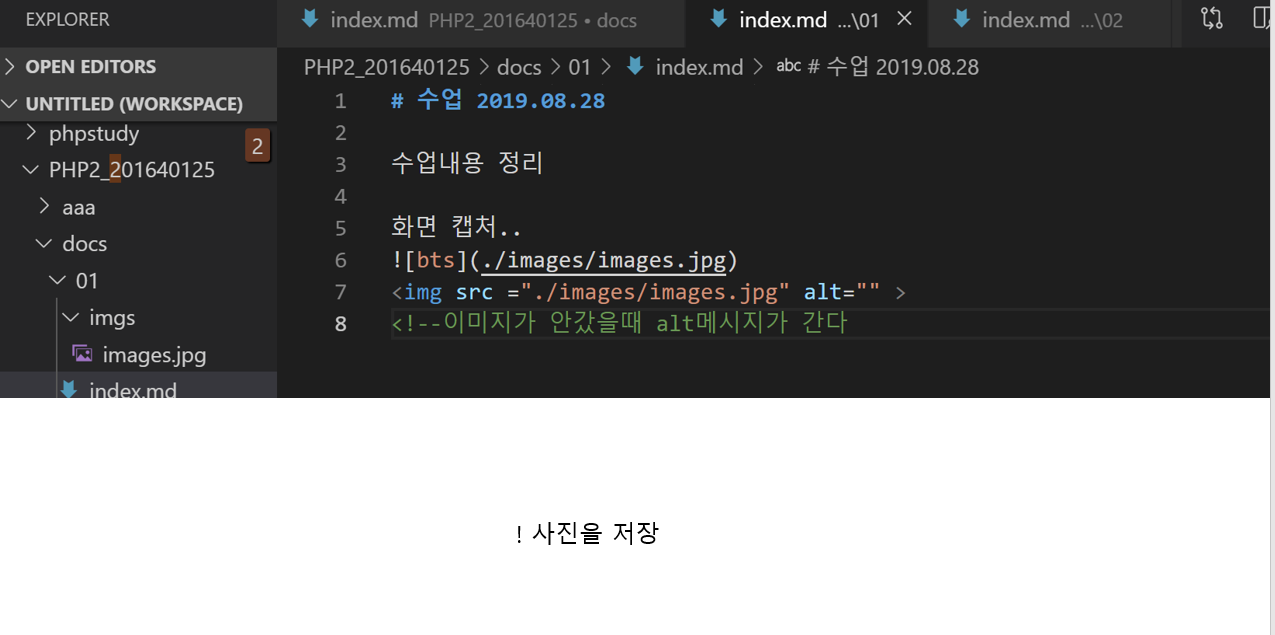 EXPLORER
index.md PHP2_201640125 • docs
index.md ...\01
index.md ...\02
OPEN EDITORS
UNTITLED (WORKSPACE)
phpstudy
2
PHP2_201640125
aaa
docs
01
imgs
images.jpg
index.md
PHP2_201640125 > docs > 01 > index.md > abc # 수업 2019.08.28
1 # 수업 2019.08.28
2
3 수업내용 정리
4
5 화면 캡처..
6 ![bts](./images/images.jpg)
7 <img src ="./images/images.jpg" alt="" >
8 <!--이미지가 안갔을때 alt메시지가 간다
! 사진을 저장